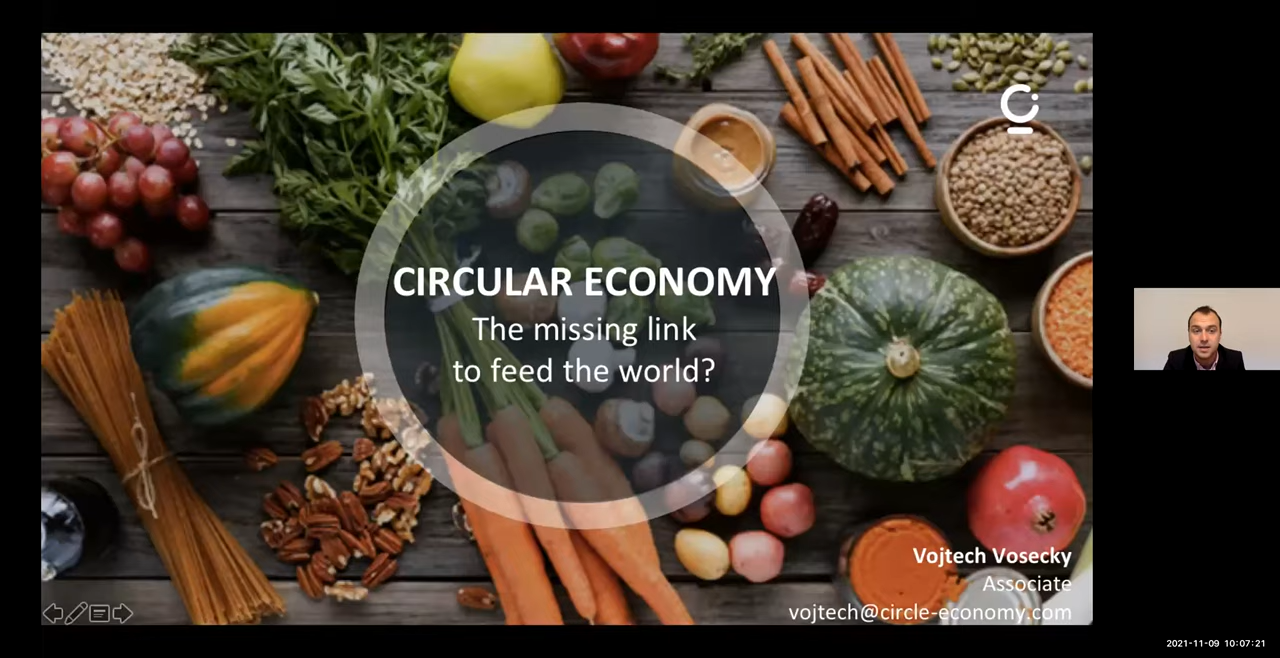 CIRCULAR ECONOMY
The missing link
to feed the world?
Vojtech Vosecky
Associate
vojtech@circle-economy.com
2021-11-09 10:07:21